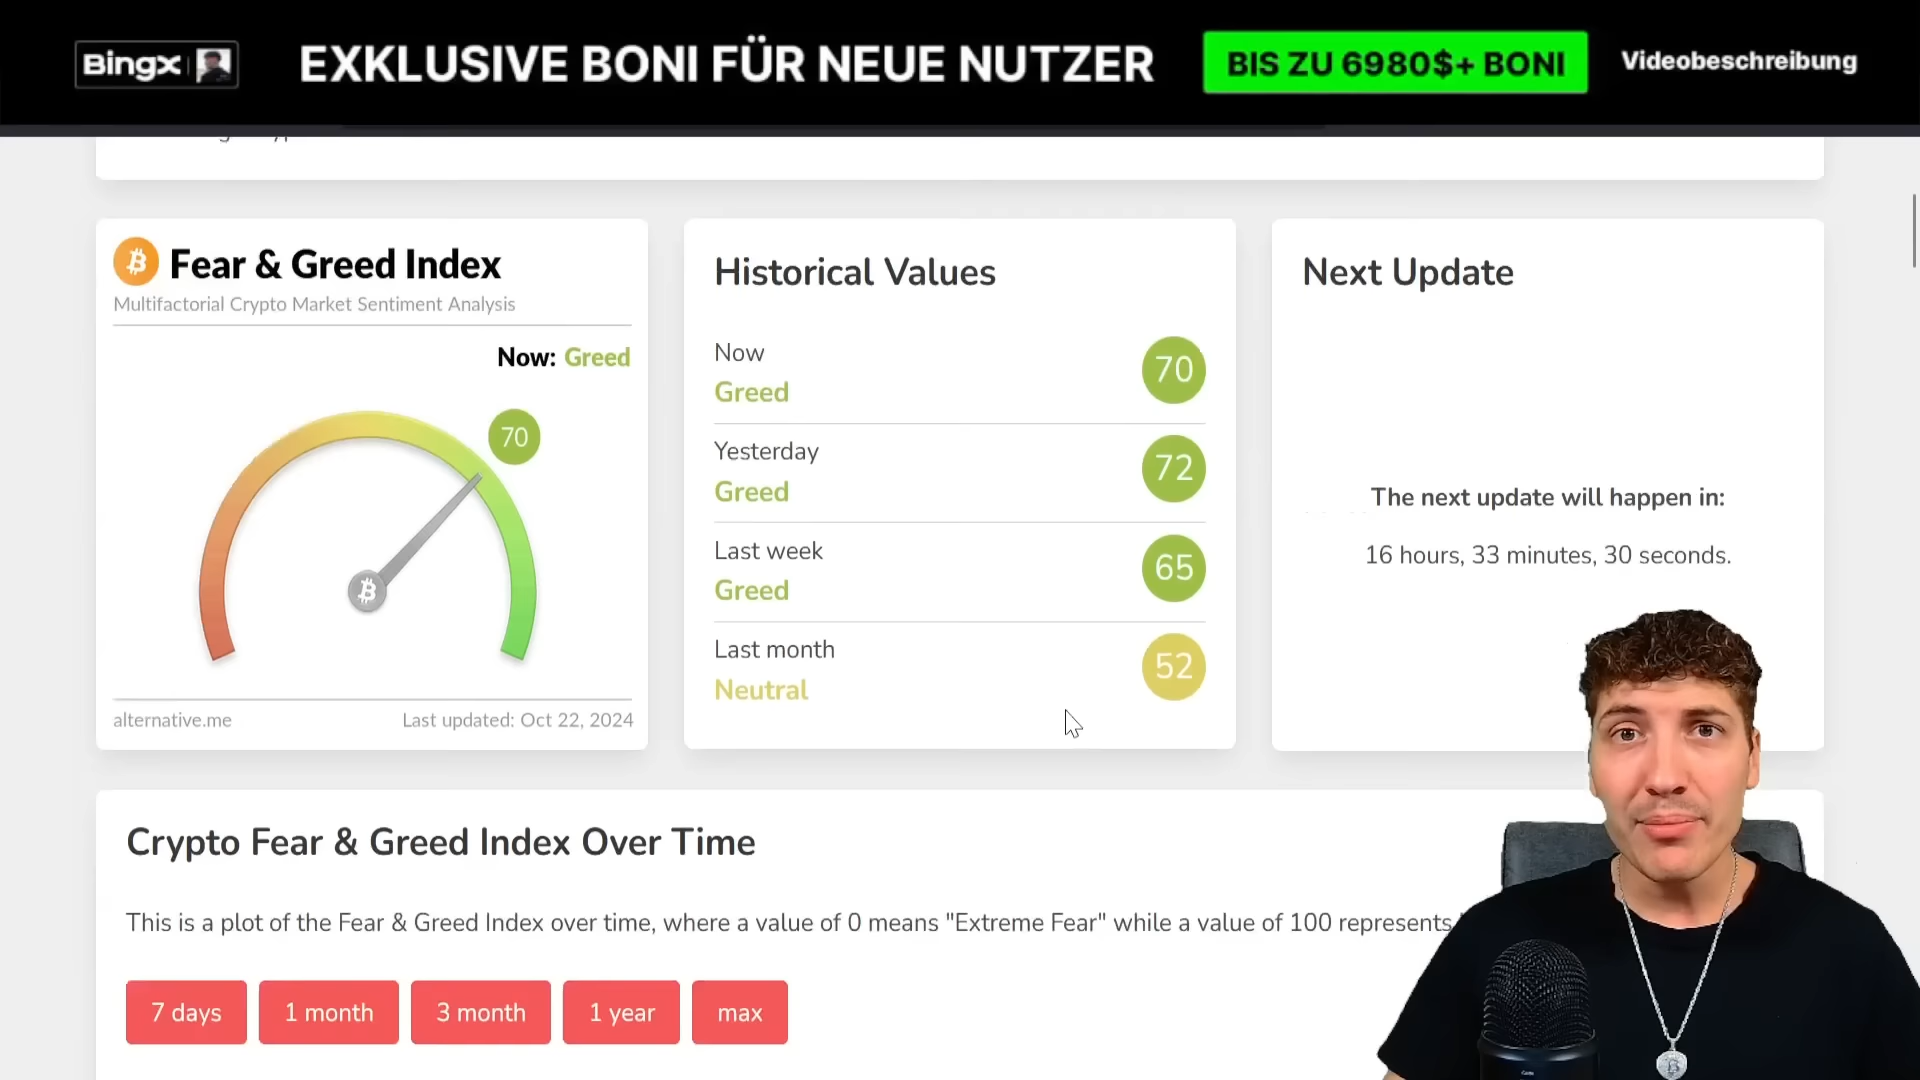 Bingx
EXKLUSIVE BONI FÜR NEUE NUTZER
BIS ZU 6980$+ BONI
Videobeschreibung
Fear & Greed Index
Multifactorial Crypto Market Sentiment Analysis
Now: Greed
70
alternative.me
Last updated: Oct 22, 2024
Historical Values
Now
Greed
70
Yesterday
Greed
72
Last week
Greed
65
Last month
Neutral
52
Next Update
The next update will happen in:
16 hours, 33 minutes, 30 seconds.
Crypto Fear & Greed Index Over Time
This is a plot of the Fear & Greed Index over time, where a value of 0 means "Extreme Fear" while a value of 100 represents
7 days
1 month
3 month
1 year
max